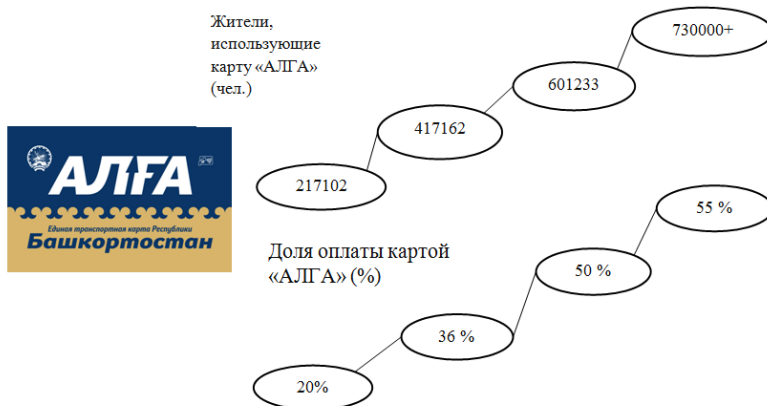 Жители,
использующие
карту «АЛГА»
(чел.)
730000+
601233
417162
217102
АЛҒА
Единая транспортная карта Республики
Башкортостан
Доля оплаты картой
«АЛГА» (%)
55 %
50 %
36 %
20%